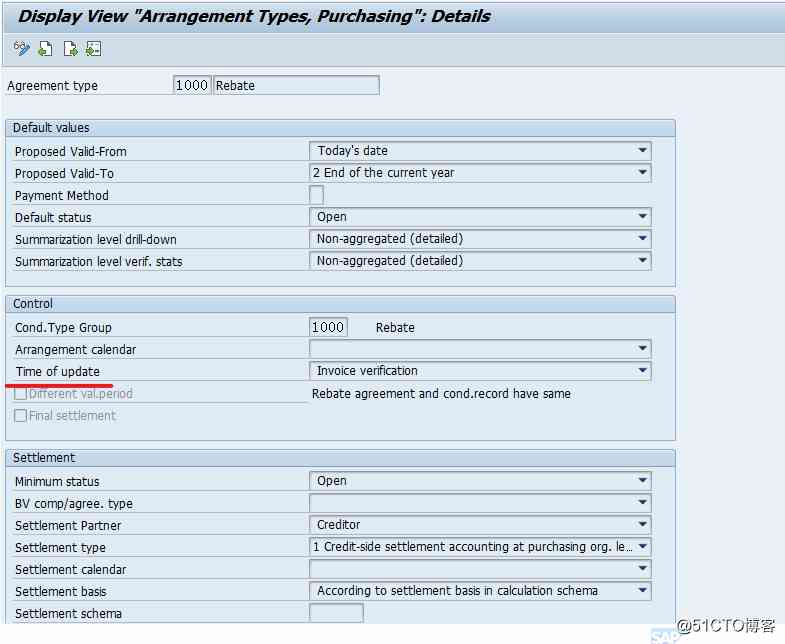 Display View "Arrangement Types, Purchasing": Details
Agreement type 1000 Rebate
Default values
Proposed Valid-From Today's date
Proposed Valid-To 2 End of the current year
Payment Method
Default status Open
Summarization level drill-down Non-aggregated (detailed)
Summarization level verif. stats Non-aggregated (detailed)
Control
Cond.Type Group 1000 Rebate
Arrangement calendar
Time of update Invoice verification
Different val.period Rebate agreement and cond.record have same
Final settlement
Settlement
Minimum status Open
BV comp/agree. type
Settlement Partner Creditor
Settlement type 1 Credit-side settlement accounting at purchasing org. le...
Settlement calendar
Settlement basis According to settlement basis in calculation schema
Settlement schema
SAP @51CTO博客